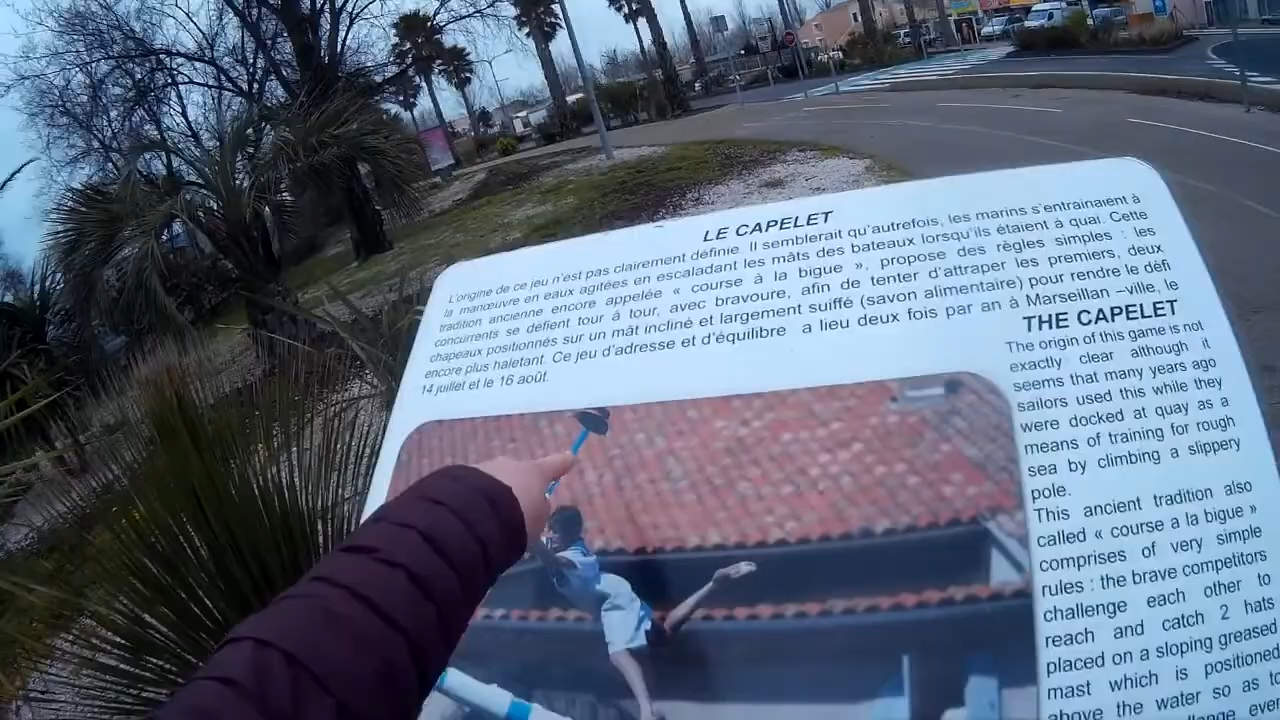 LE CAPELET
L'origine de ce jeu n'est pas clairement définie. Il semblerait qu'autrefois, les marins s'entrainaient à
la manœuvre en eaux agitées en escaladant les mâts des bateaux lorsqu'ils étaient à quai. Cette
tradition ancienne encore appelée « course à la bigue », propose des règles simples : les
concurrents se défient tour à tour, avec bravoure, afin de tenter d'attraper les premiers, deux
chapeaux positionnés sur un mât incliné et largement suiffé (savon alimentaire) pour rendre le défi
encore plus haletant. Ce jeu d'adresse et d'équilibre a lieu deux fois par an à Marseillan –ville, le
14 juillet et le 16 août.
THE CAPELET
The origin of this game is not
exactly clear although it
seems that many years ago
sailors used this while they
were docked at quay as a
means of training for rough
sea by climbing a slippery
pole.
This ancient tradition also
called « course a la bigue »
comprises of very simple
rules : the brave competitors
challenge each other to
reach and catch 2 hats
placed on a sloping greased
mast which is positioned
above the water so as to